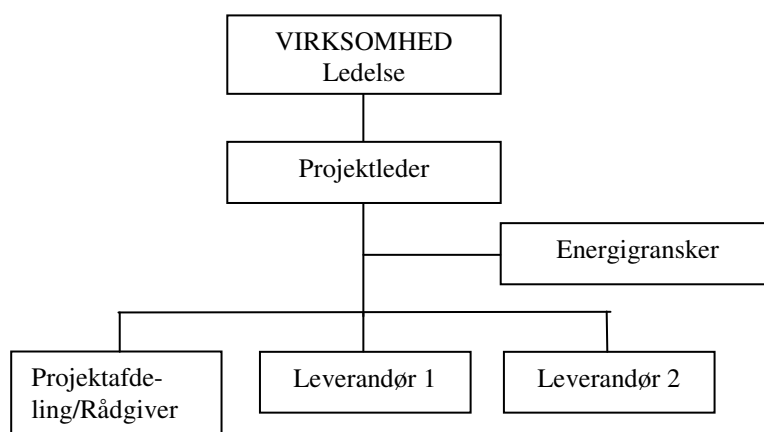 VIRKSOMHED
Ledelse
Projektleder
Energigransker
Projektafde-
ling/Rådgiver
Leverandør 1
Leverandør 2